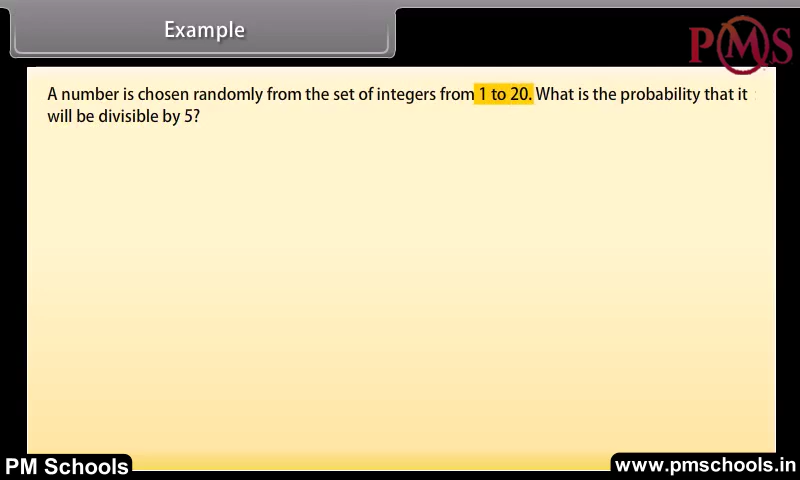 Example
PMS
A number is chosen randomly from the set of integers from 1 to 20. What is the probability that it
will be divisible by 5?
PM Schools
www.pmschools.in